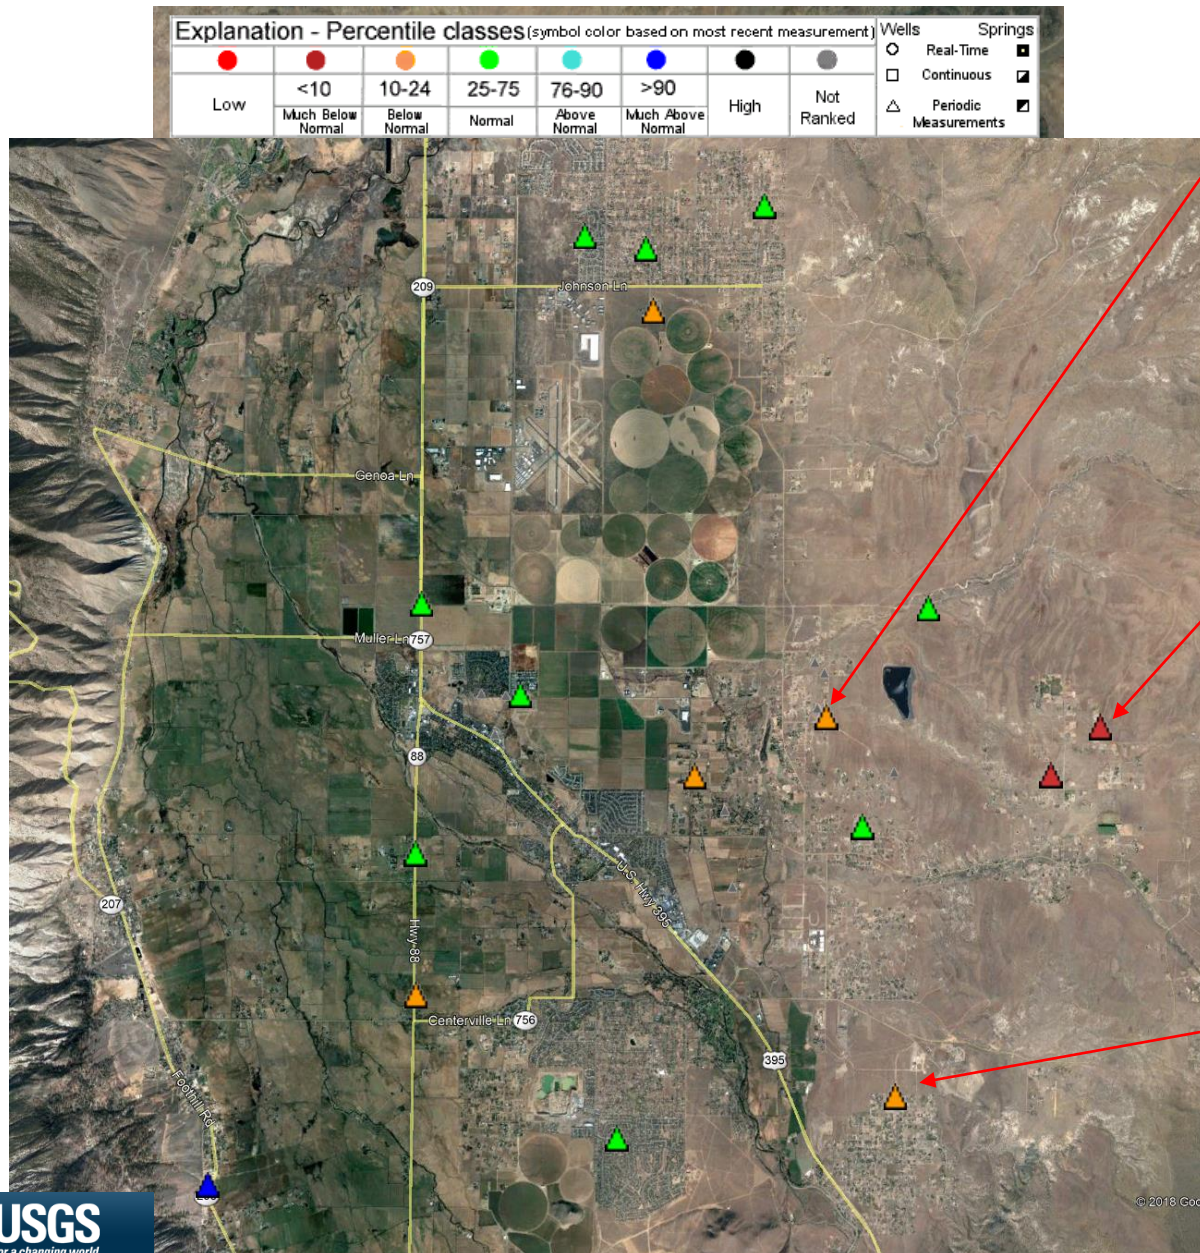 Explanation - Percentile classes (symbol color based on most recent measurement)
Wells Springs
Real-Time
Continuous
Periodic
Measurements
Low
<10
Much Below
Normal
10-24
Below
Normal
25-75
Normal
76-90
Above
Normal
>90
Much Above
Normal
High
Not
Ranked
209
Johnson Ln
Genoa Ln
Muller Ln 757
88
U.S. Hwy 395
207
Hwy 88
Centerville Ln 756
395
Foothill Rd
© 2018 Goo
USGS
for a changing world